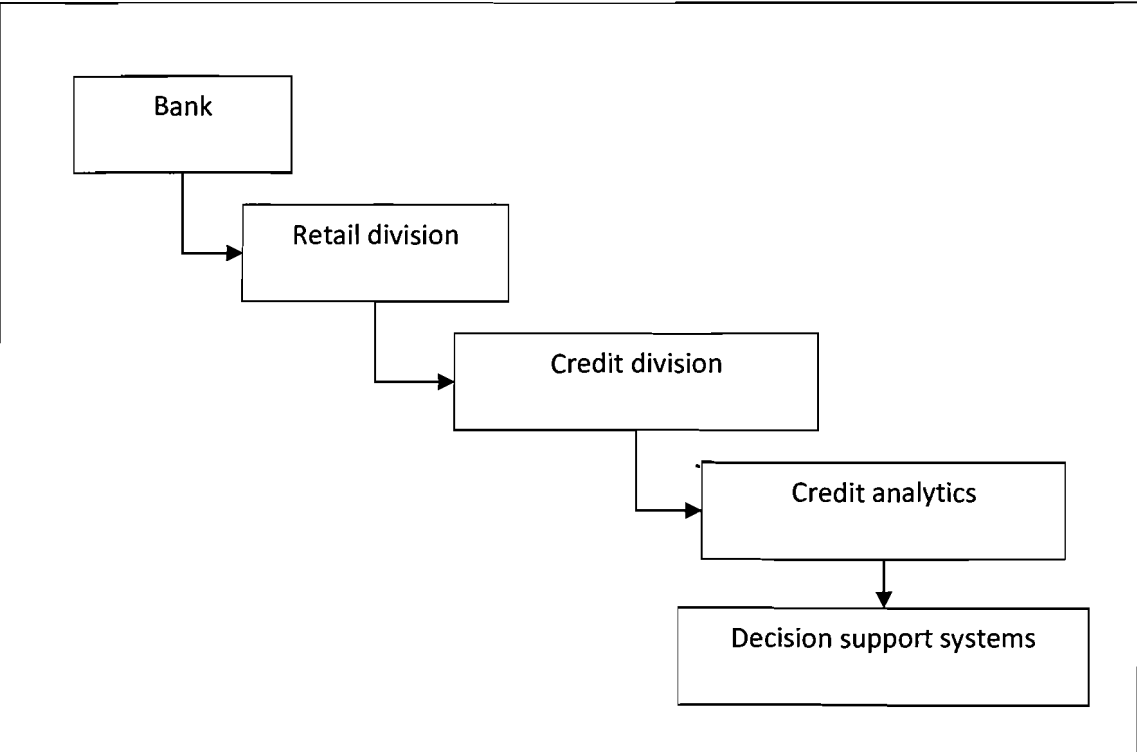 Bank
Retail division
Credit division
Credit analytics
Decision support systems